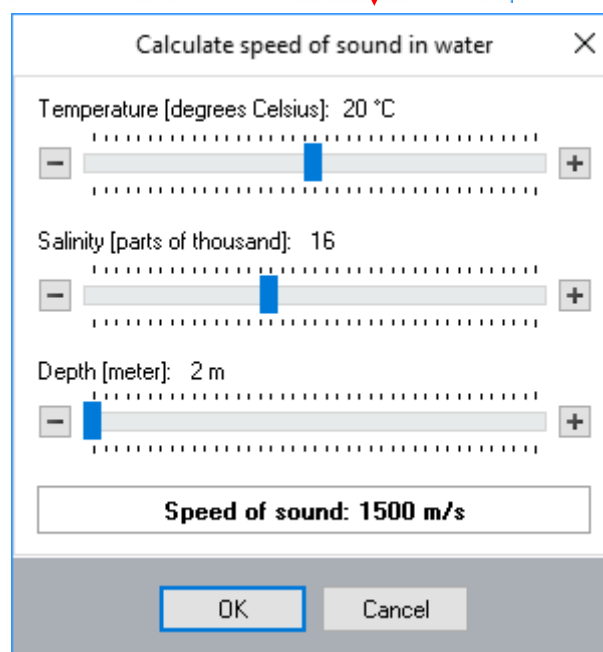 Calculate speed of sound in water
Temperature [degrees Celsius]: 20 °C
Salinity [parts of thousand]: 16
Depth [meter]: 2 m
Speed of sound: 1500 m/s
OK Cancel